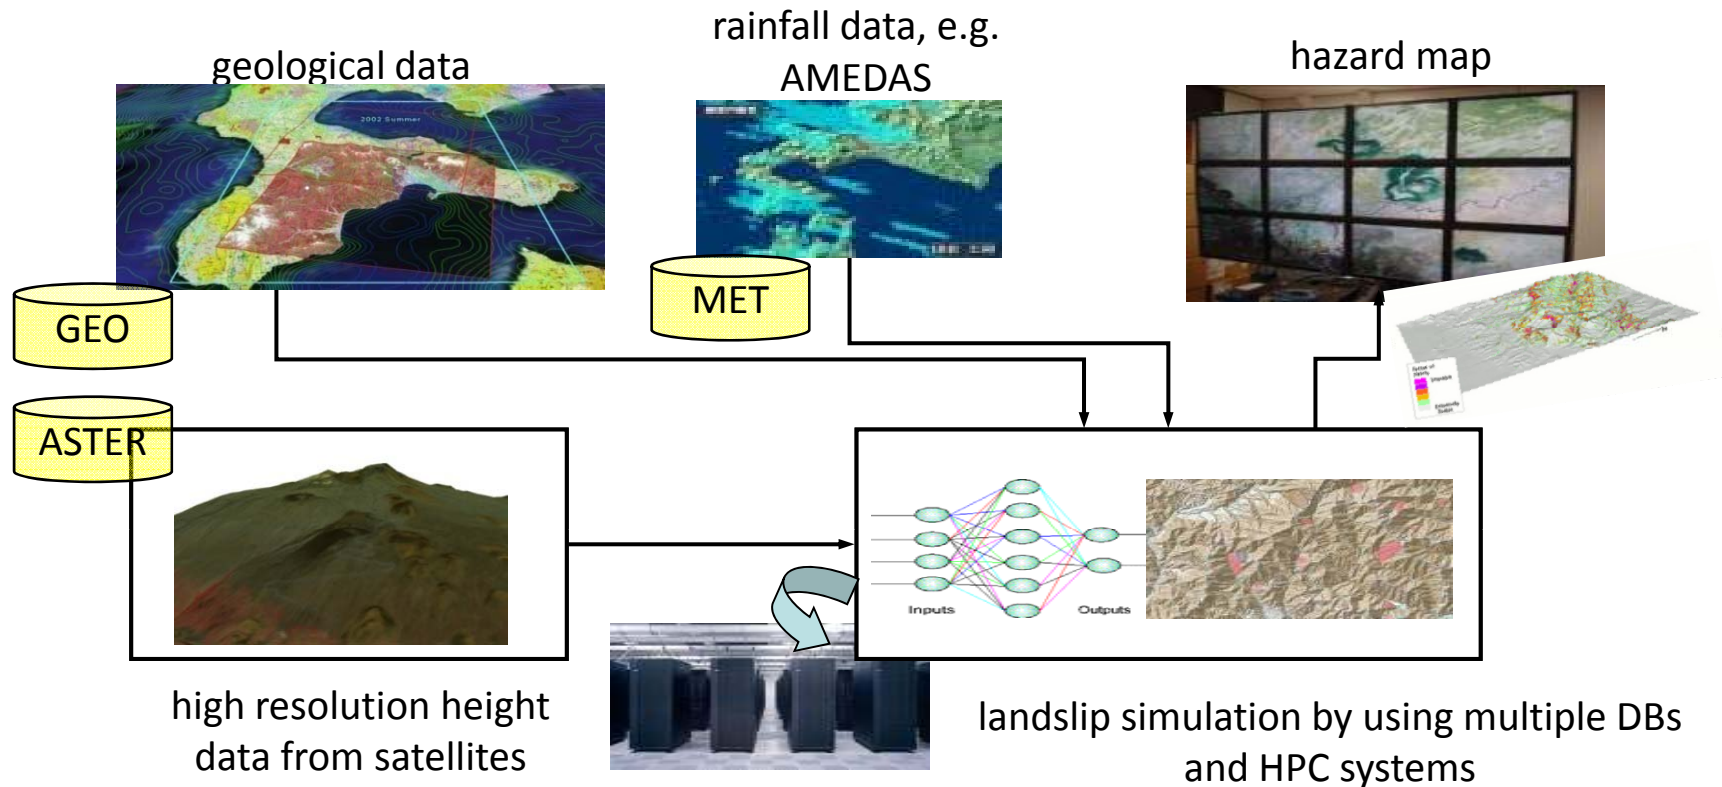 geological data
rainfall data, e.g.
AMEDAS
hazard map
2002 Summer
GEO
MET
ASTER
Inputs
Outputs
high resolution height
data from satellites
landslip simulation by using multiple DBs
and HPC systems